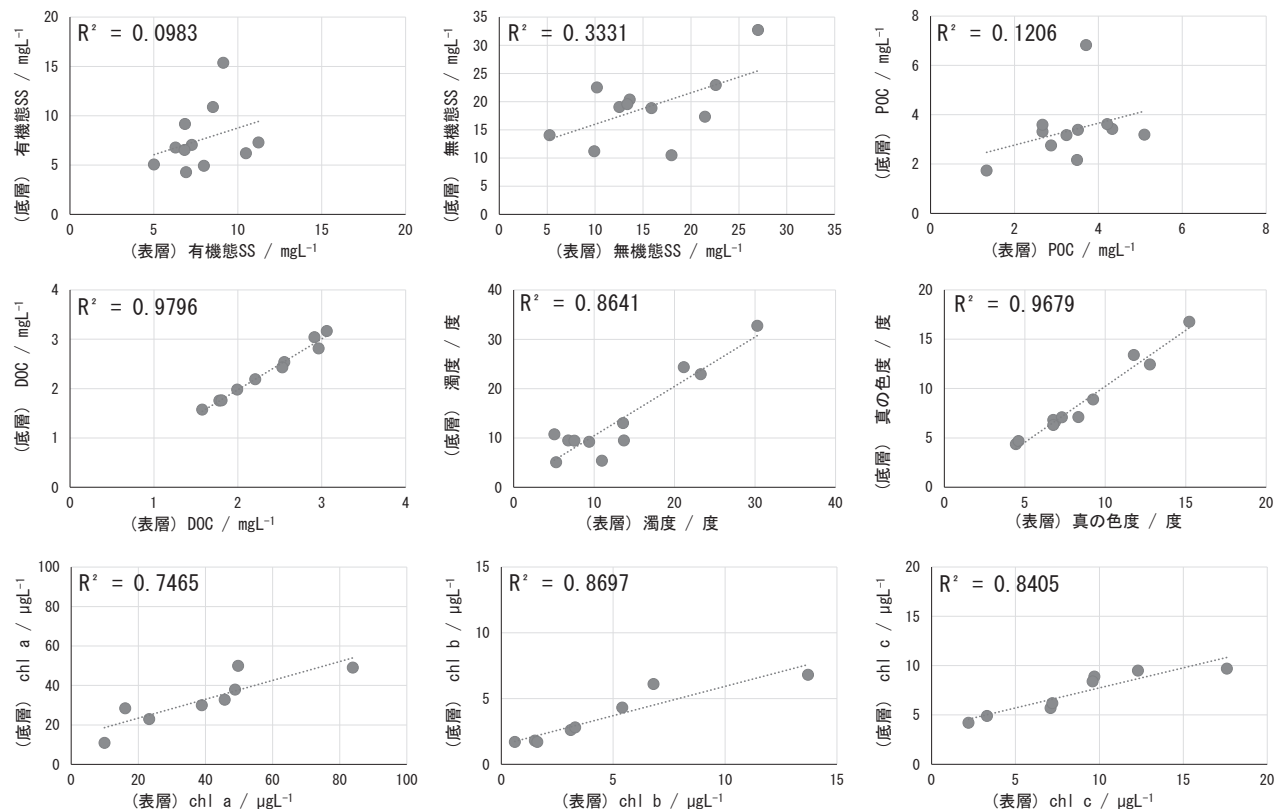 R² = 0.0983
(底層) 有機態SS / mgL⁻¹
20
15
10
5
0
0 5 10 15 20
(表層) 有機態SS / mgL⁻¹
R² = 0.3331
(底層) 無機態SS / mgL⁻¹
35
30
25
20
15
10
5
0
0 5 10 15 20 25 30 35
(表層) 無機態SS / mgL⁻¹
R² = 0.1206
(底層) POC / mgL⁻¹
8
6
4
2
0
0 2 4 6 8
(表層) POC / mgL⁻¹
R² = 0.9796
(底層) DOC / mgL⁻¹
4
3
2
1
0
0 1 2 3 4
(表層) DOC / mgL⁻¹
R² = 0.8641
(底層) 濁度 / 度
40
30
20
10
0
0 10 20 30 40
(表層) 濁度 / 度
R² = 0.9679
(底層) 真の色度 / 度
20
15
10
5
0
0 5 10 15 20
(表層) 真の色度 / 度
R² = 0.7465
(底層) chl a / μgL⁻¹
100
80
60
40
20
0
0 20 40 60 80 100
(表層) chl a / μgL⁻¹
R² = 0.8697
(底層) chl b / μgL⁻¹
15
10
5
0
0 5 10 15
(表層) chl b / μgL⁻¹
R² = 0.8405
(底層) chl c / μgL⁻¹
20
15
10
5
0
0 5 10 15 20
(表層) chl c / μgL⁻¹